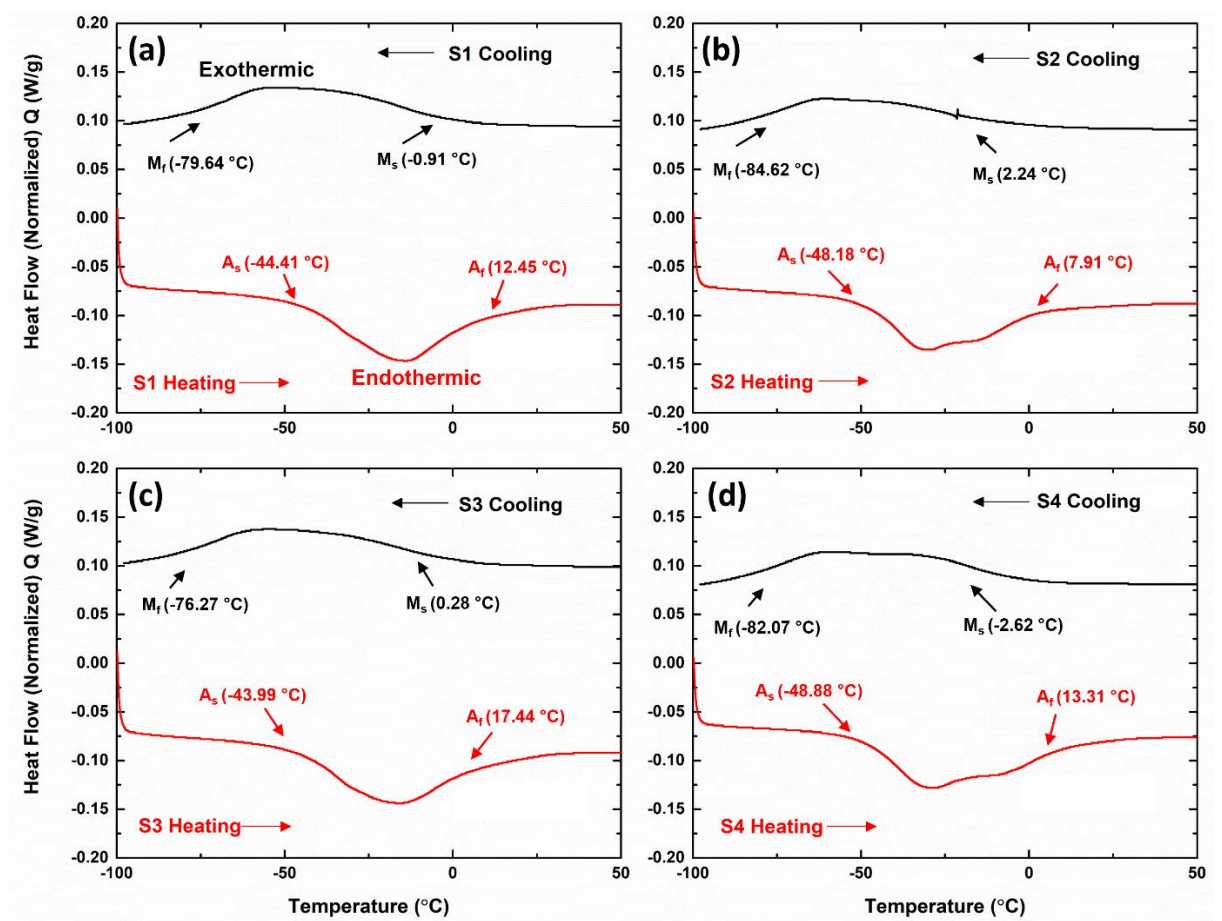 (a)
S1 Cooling
Exothermic
Mf (-79.64 °C)
Ms (-0.91 °C)
As (-44.41 °C)
Af (12.45 °C)
S1 Heating
Endothermic
0.20
0.15
0.10
0.05
0.00
-0.05
-0.10
-0.15
-0.20
-100
-50
0
50
Heat Flow (Normalized) Q (W/g)
(b)
S2 Cooling
Mf (-84.62 °C)
Ms (2.24 °C)
As (-48.18 °C)
Af (7.91 °C)
S2 Heating
0.20
0.15
0.10
0.05
0.00
-0.05
-0.10
-0.15
-0.20
-100
-50
0
50
(c)
S3 Cooling
Mf (-76.27 °C)
Ms (0.28 °C)
As (-43.99 °C)
Af (17.44 °C)
S3 Heating
0.20
0.15
0.10
0.05
0.00
-0.05
-0.10
-0.15
-0.20
-100
-50
0
50
Heat Flow (Normalized) Q (W/g)
Temperature (°C)
(d)
S4 Cooling
Mf (-82.07 °C)
Ms (-2.62 °C)
As (-48.88 °C)
Af (13.31 °C)
S4 Heating
0.20
0.15
0.10
0.05
0.00
-0.05
-0.10
-0.15
-0.20
-100
-50
0
50
Temperature (°C)